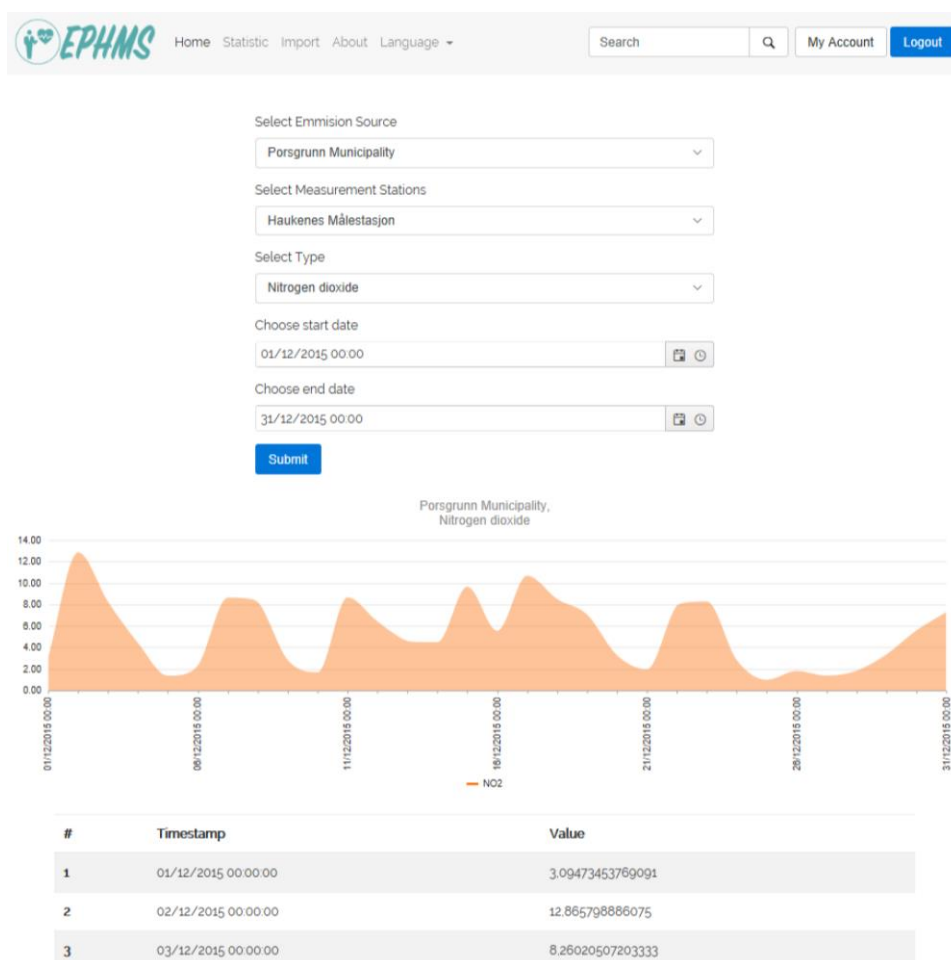 EPHMS Home Statistic Import About Language Search My Account Logout
Select Emmision Source
Porsgrunn Municipality
Select Measurement Stations
Haukenes Målestasjon
Select Type
Nitrogen dioxide
Choose start date
01/12/2015 00:00
Choose end date
31/12/2015 00:00
Submit
Porsgrunn Municipality,
Nitrogen dioxide
14.00
12.00
10.00
8.00
6.00
4.00
2.00
0.00
01/12/2015 00:00
06/12/2015 00:00
11/12/2015 00:00
16/12/2015 00:00
21/12/2015 00:00
26/12/2015 00:00
31/12/2015 00:00
NO2
# Timestamp Value
1 01/12/2015 00:00:00 3.09473453769091
2 02/12/2015 00:00:00 12.865798886075
3 03/12/2015 00:00:00 8.26020507203333